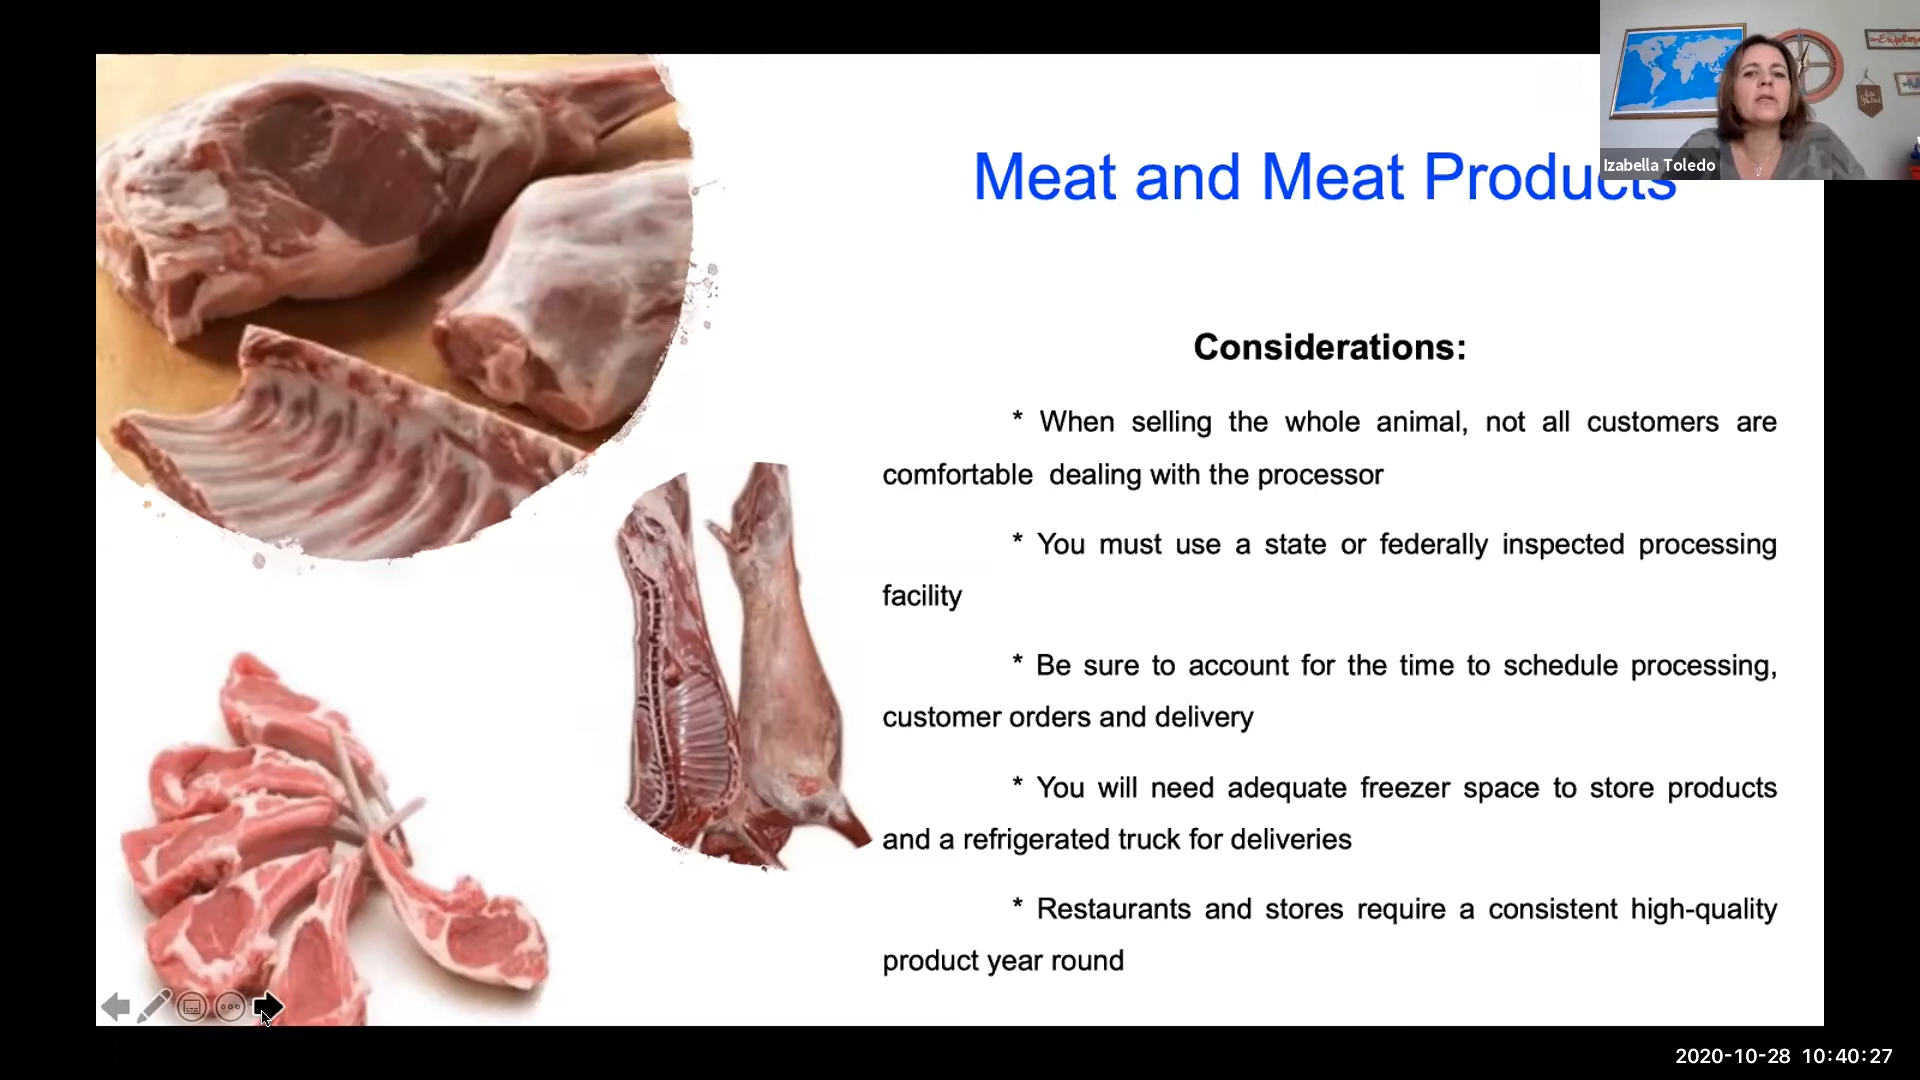 Explore
Izabella Toledo
Meat and Meat Products
Considerations:
* When selling the whole animal, not all customers are
comfortable dealing with the processor
* You must use a state or federally inspected processing
facility
* Be sure to account for the time to schedule processing,
customer orders and delivery
* You will need adequate freezer space to store products
and a refrigerated truck for deliveries
* Restaurants and stores require a consistent high-quality
product year round
2020-10-28 10:40:27